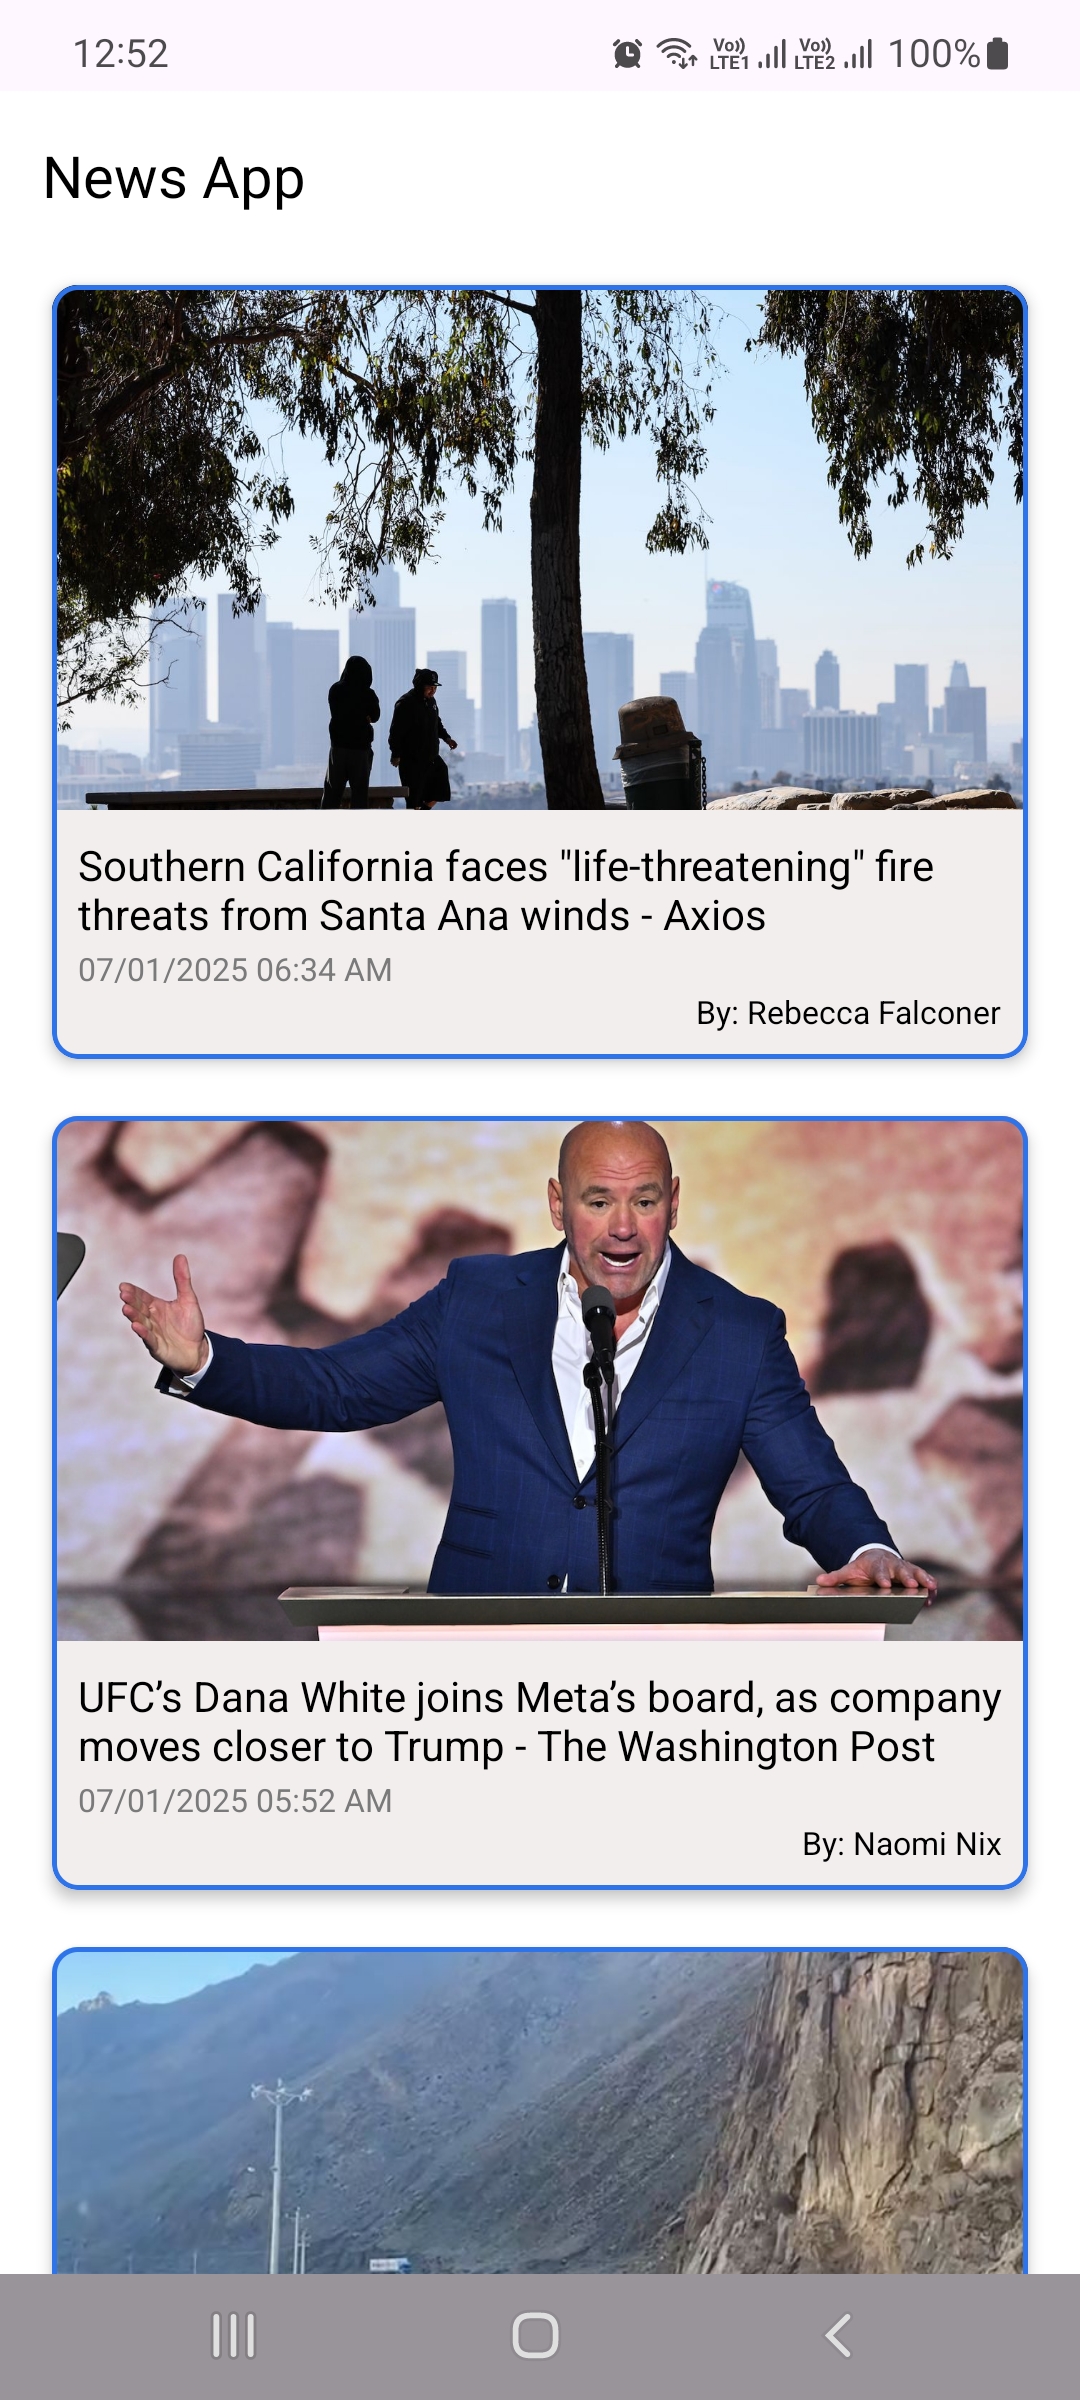 12:52
Vo)) LTE1 Vo)) LTE2 100%
News App
Southern California faces "life-threatening" fire
threats from Santa Ana winds - Axios
07/01/2025 06:34 AM
By: Rebecca Falconer
UFC’s Dana White joins Meta’s board, as company
moves closer to Trump - The Washington Post
07/01/2025 05:52 AM
By: Naomi Nix